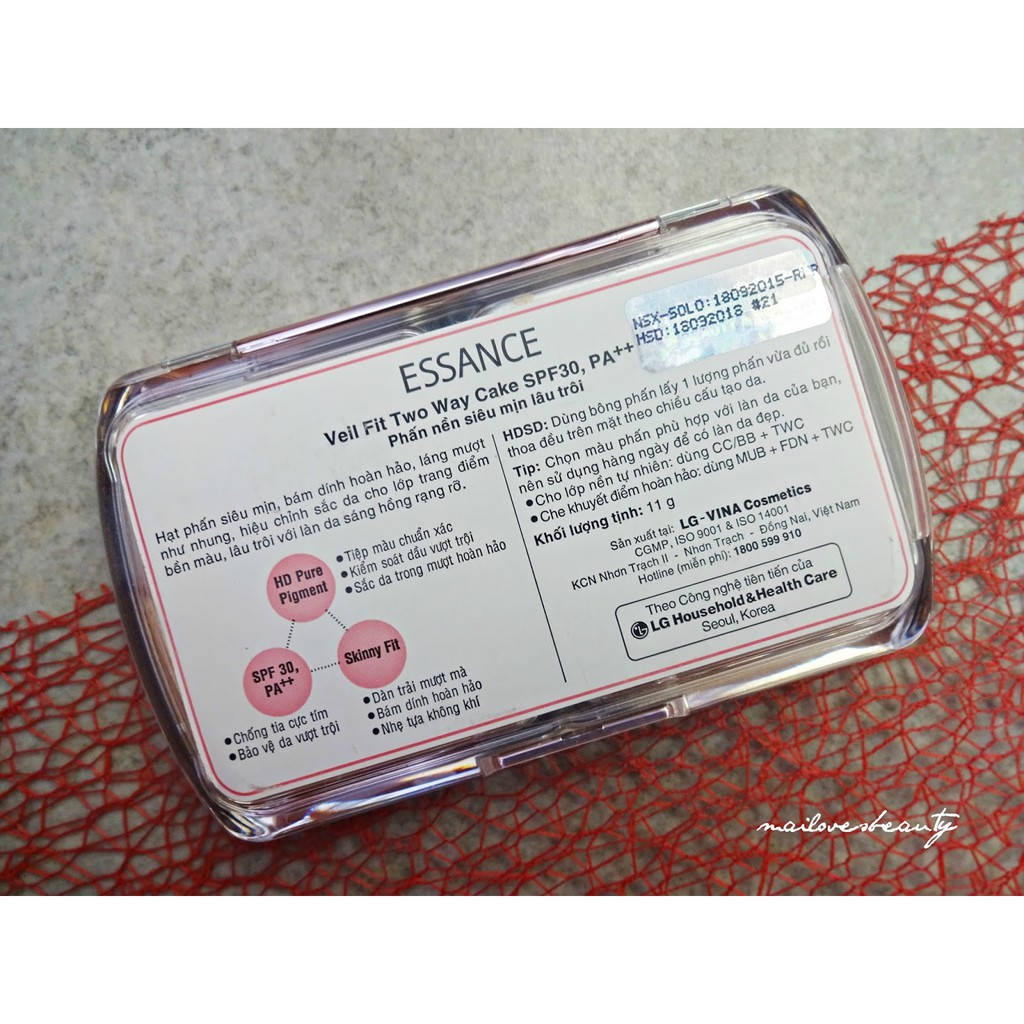 NSX-SOLO:18092015-R
HSD:18092018 #21
ESSANCE
Veil Fit Two Way Cake SPF30, PA++
Phấn nền siêu mịn lâu trôi
Hạt phấn siêu mịn, bám dính hoàn hảo, láng mượt
như nhung, hiệu chỉnh sắc da cho lớp trang điểm
bền màu, lâu trôi với làn da sáng hồng rạng rỡ.
HD Pure
Pigment
• Tiệp màu chuẩn xác
• Kiểm soát dầu vượt trội
• Sắc da trong mượt hoàn hảo
Skinny Fit
SPF 30,
PA++
• Dàn trải mượt mà
• Bám dính hoàn hảo
• Nhẹ tựa không khí
• Chống tia cực tím
• Bảo vệ da vượt trội
HDSD: Dùng bông phấn lấy 1 lượng phấn vừa đủ rồi
thoa đều trên mặt theo chiều cấu tạo da.
Tip: Chọn màu phấn phù hợp với làn da của bạn,
nên sử dụng hàng ngày để có làn da đẹp.
• Cho lớp nền tự nhiên: dùng CC/BB + TWC
• Che khuyết điểm hoàn hảo: dùng MUB + FDN + TWC
Khối lượng tịnh: 11 g
Sản xuất tại: LG-VINA Cosmetics
CGMP, ISO 9001 & ISO 14001
KCN Nhơn Trạch II - Nhơn Trạch - Đồng Nai, Việt Nam
Hotline (miễn phí): 1800 599 910
Theo Công nghệ tiên tiến của
LG Household & Health Care
Seoul, Korea
mailovesbeauty